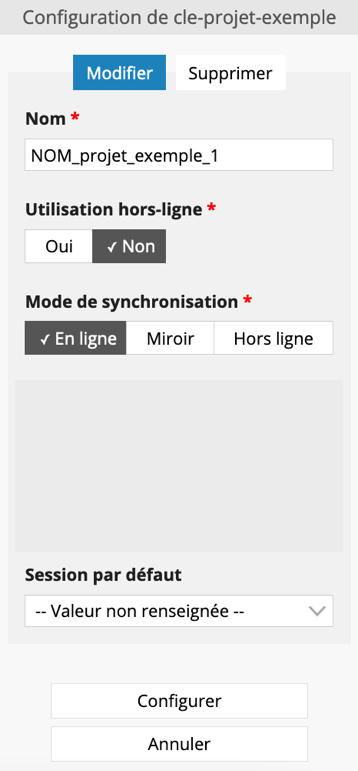 Configuration de cle-projet-exemple
Modifier Supprimer
Nom *
NOM_projet_exemple_1
Utilisation hors-ligne *
Oui ✓ Non
Mode de synchronisation *
✓ En ligne Miroir Hors ligne
Session par défaut
-- Valeur non renseignée --
Configurer
Annuler